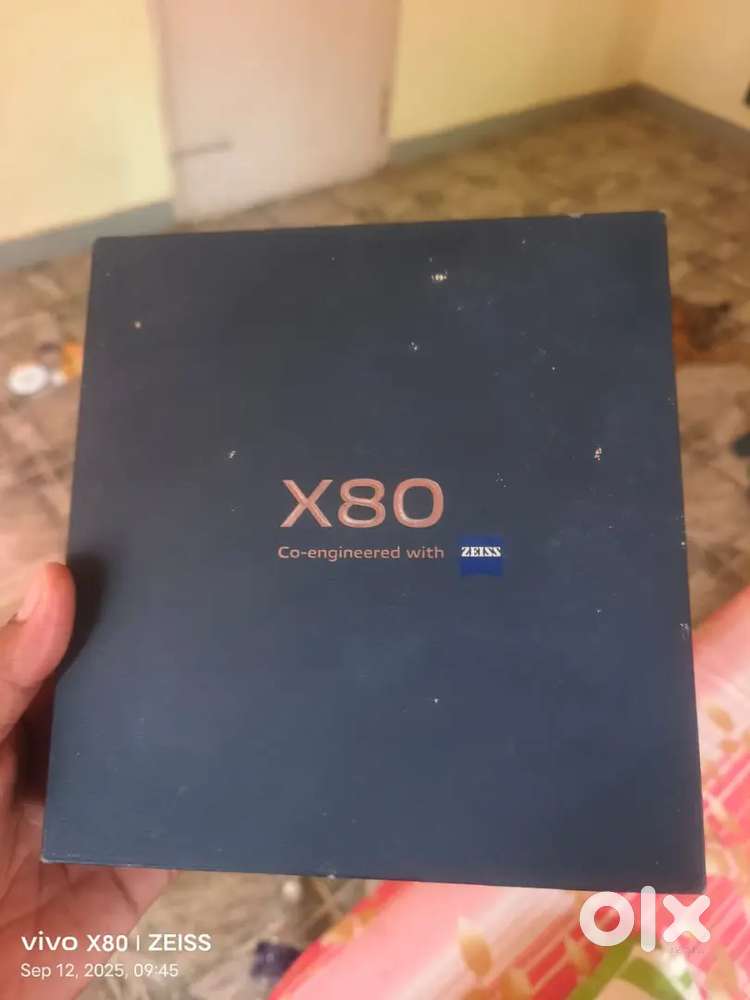 X80
Co-engineered with ZEISS
olx
vivo X80 | ZEISS
Sep 12, 2025, 09:45